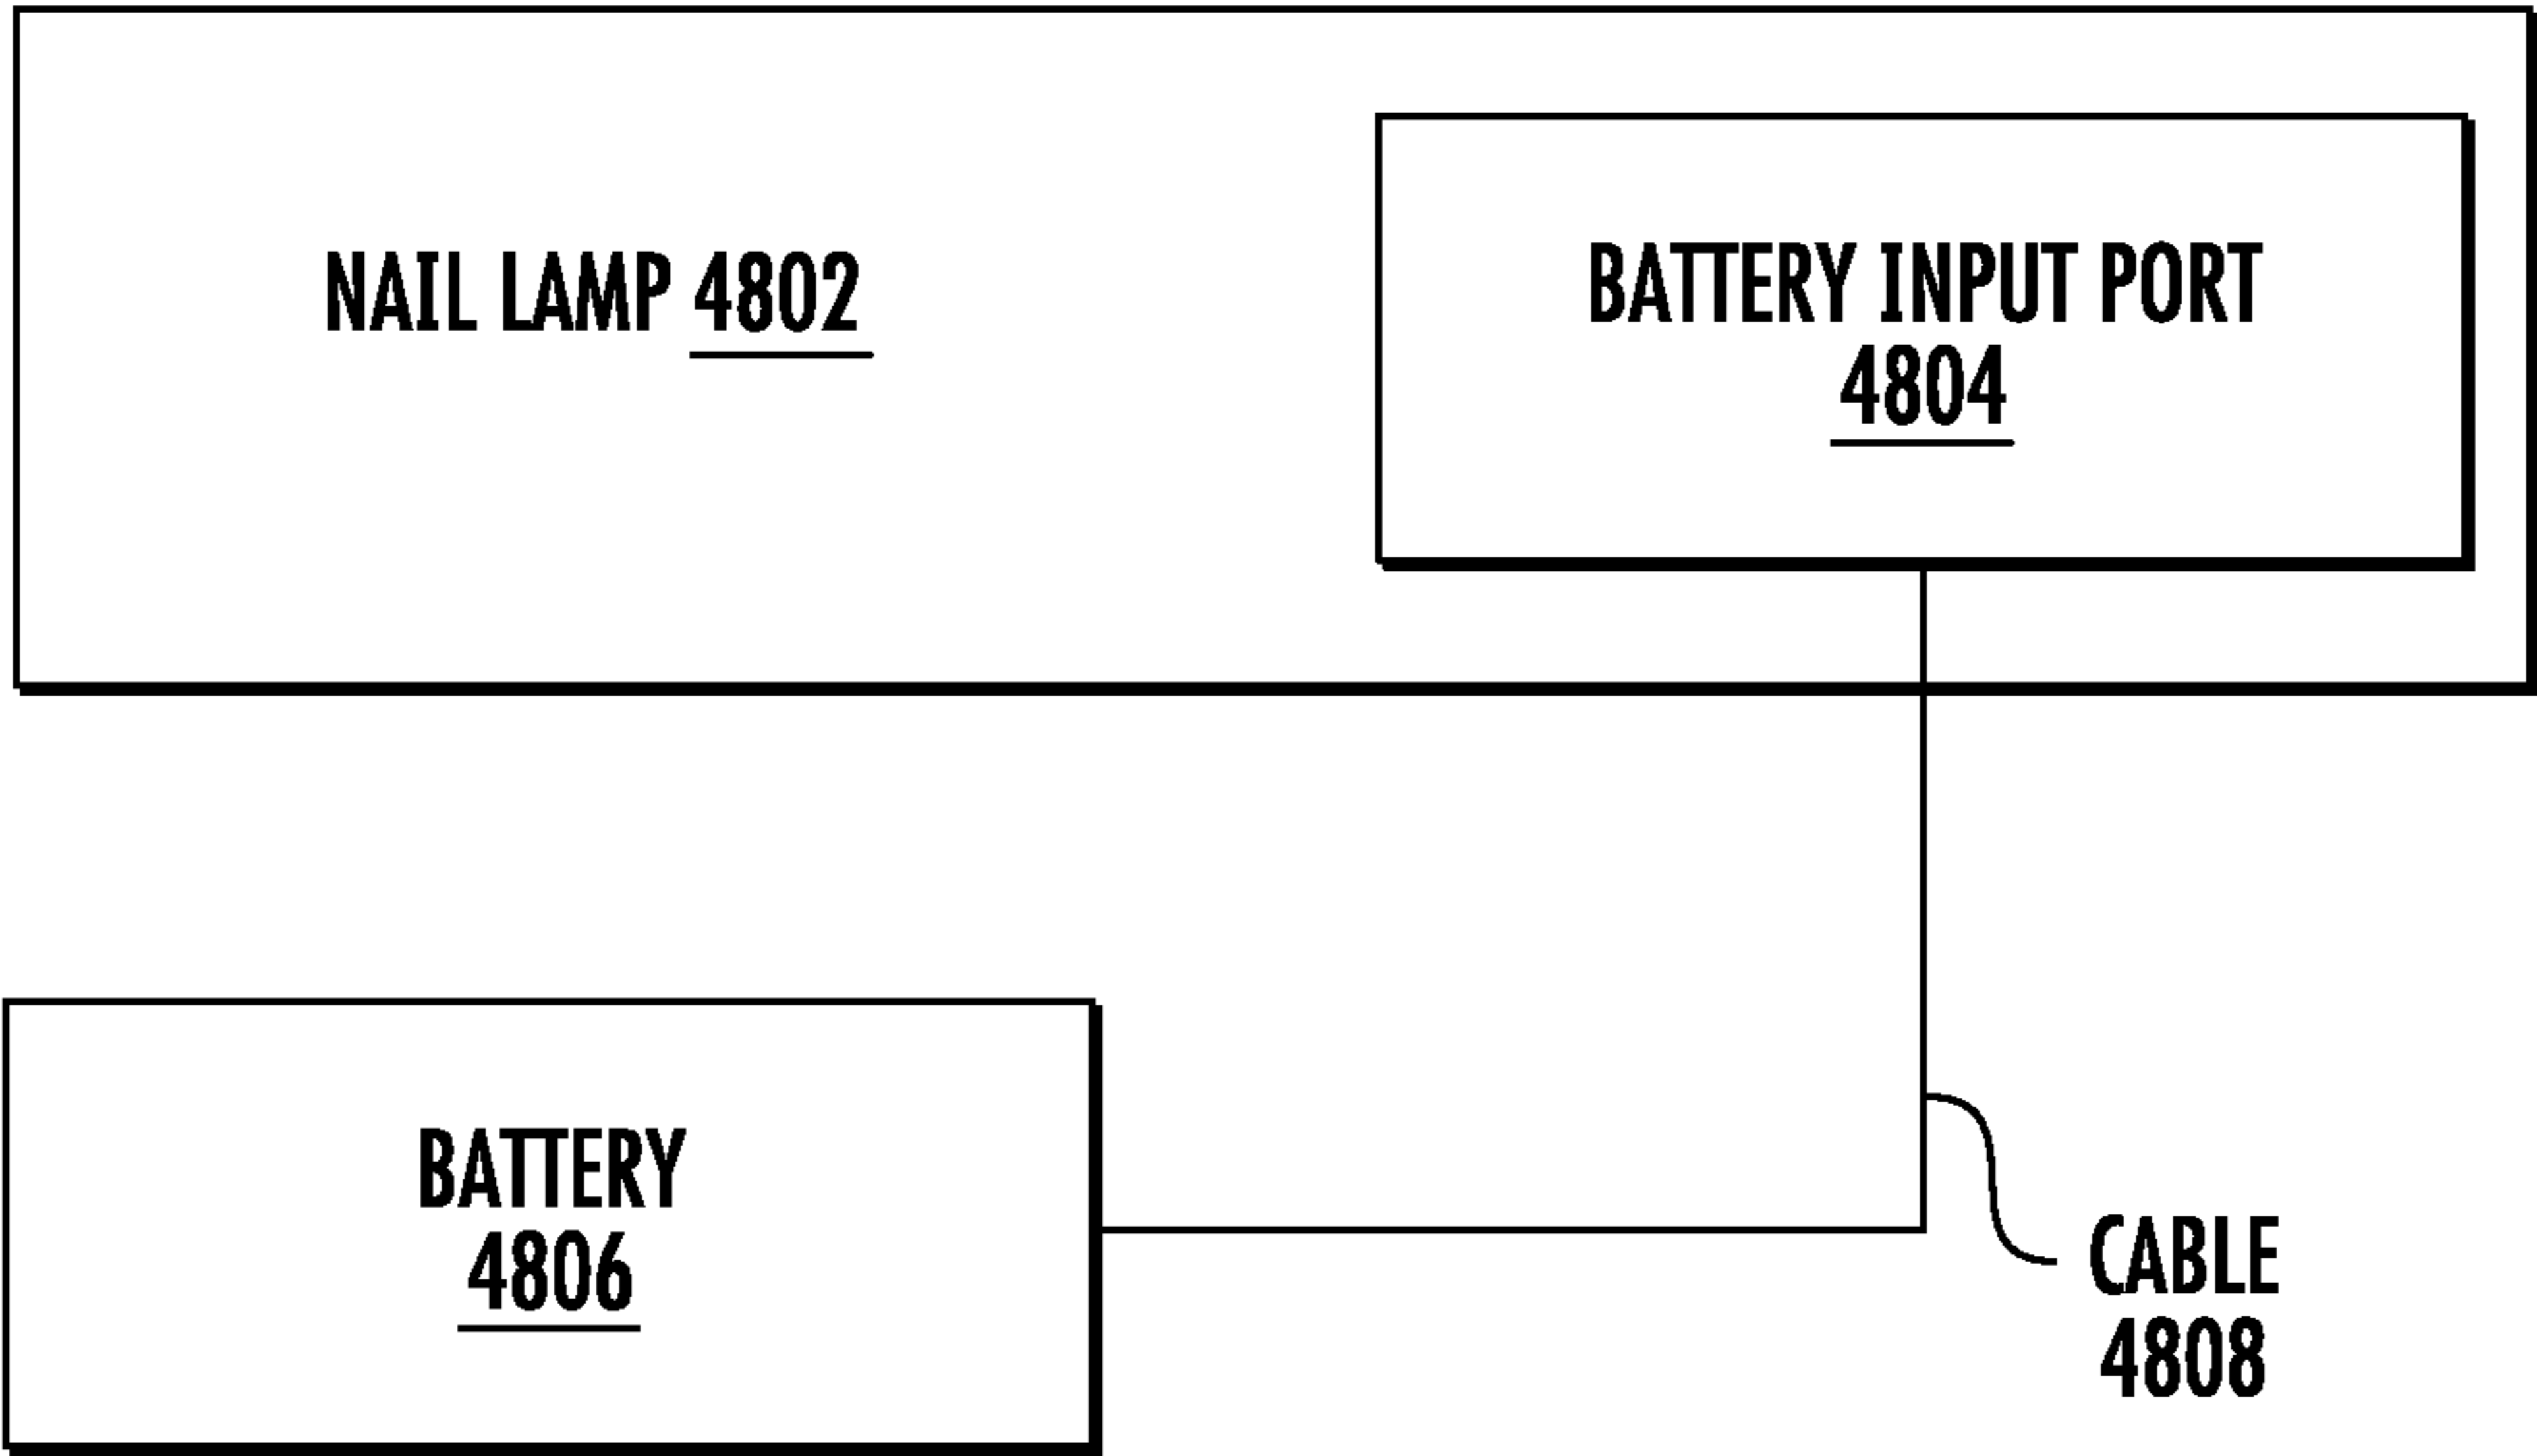 NAIL LAMP 4802
BATTERY INPUT PORT
4804
BATTERY
4806
CABLE
4808